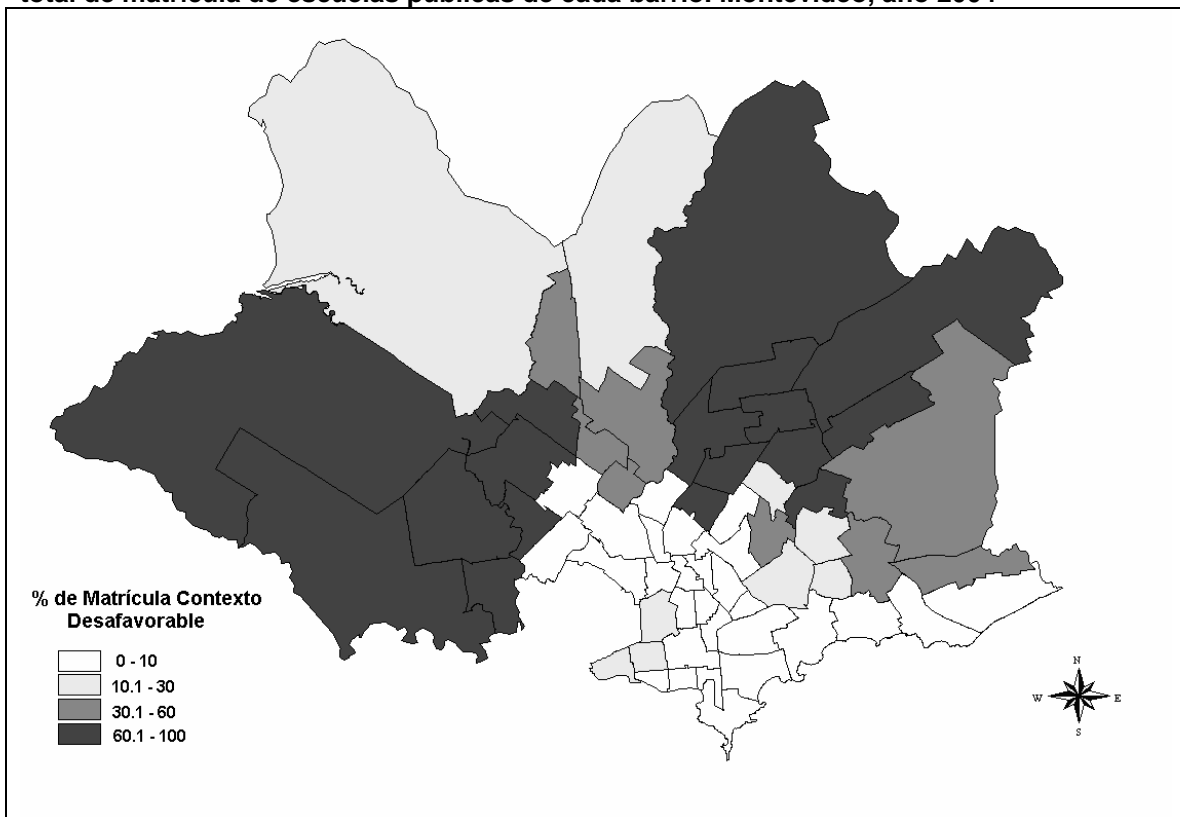 total de matrícula de escuelas públicas de cada barrio. Montevideo, año 2004
% de Matrícula Contexto
Desafavorable
0 - 10
10.1 - 30
30.1 - 60
60.1 - 100
N
W
E
S